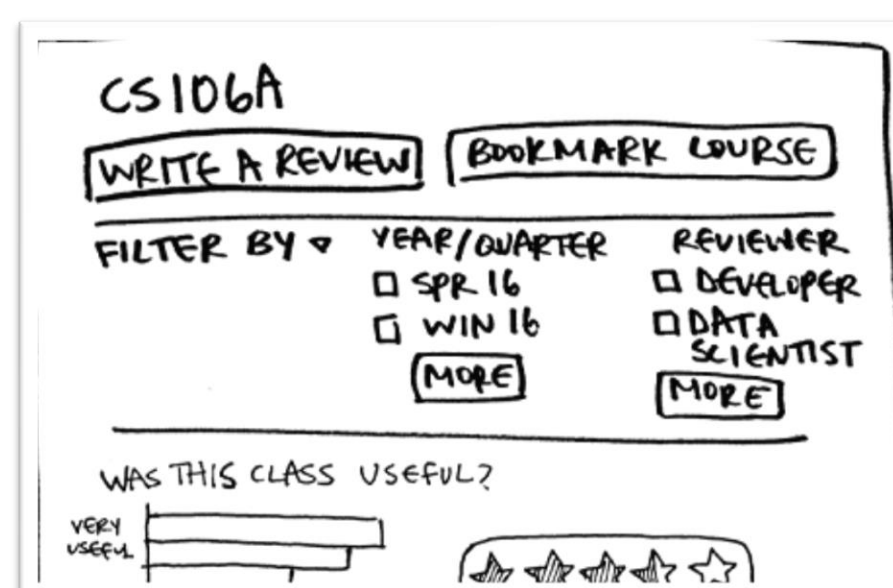 CS106A
WRITE A REVIEW BOOKMARK COURSE
FILTER BY YEAR/QUARTER REVIEWER
SPR 16 DEVELOPER
WIN 16 DATA
SCIENTIST
MORE MORE
WAS THIS CLASS USEFUL?
VERY
USEFUL